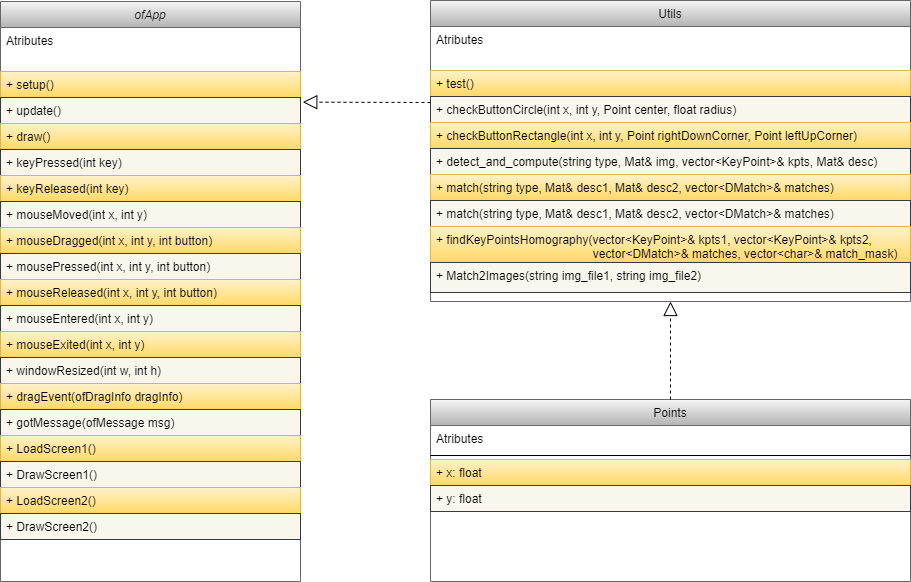 ofApp
Atributes
+ setup()
+ update()
+ draw()
+ keyPressed(int key)
+ keyReleased(int key)
+ mouseMoved(int x, int y)
+ mouseDragged(int x, int y, int button)
+ mousePressed(int x, int y, int button)
+ mouseReleased(int x, int y, int button)
+ mouseEntered(int x, int y)
+ mouseExited(int x, int y)
+ windowResized(int w, int h)
+ dragEvent(ofDragInfo dragInfo)
+ gotMessage(ofMessage msg)
+ LoadScreen1()
+ DrawScreen1()
+ LoadScreen2()
+ DrawScreen2()
Utils
Atributes
+ test()
+ checkButtonCircle(int x, int y, Point center, float radius)
+ checkButtonRectangle(int x, int y, Point rightDownCorner, Point leftUpCorner)
+ detect_and_compute(string type, Mat& img, vector<KeyPoint>& kpts, Mat& desc)
+ match(string type, Mat& desc1, Mat& desc2, vector<DMatch>& matches)
+ match(string type, Mat& desc1, Mat& desc2, vector<DMatch>& matches)
+ findKeyPointsHomography(vector<KeyPoint>& kpts1, vector<KeyPoint>& kpts2,
vector<DMatch>& matches, vector<char>& match_mask)
+ Match2Images(string img_file1, string img_file2)
Points
Atributes
+ x: float
+ y: float